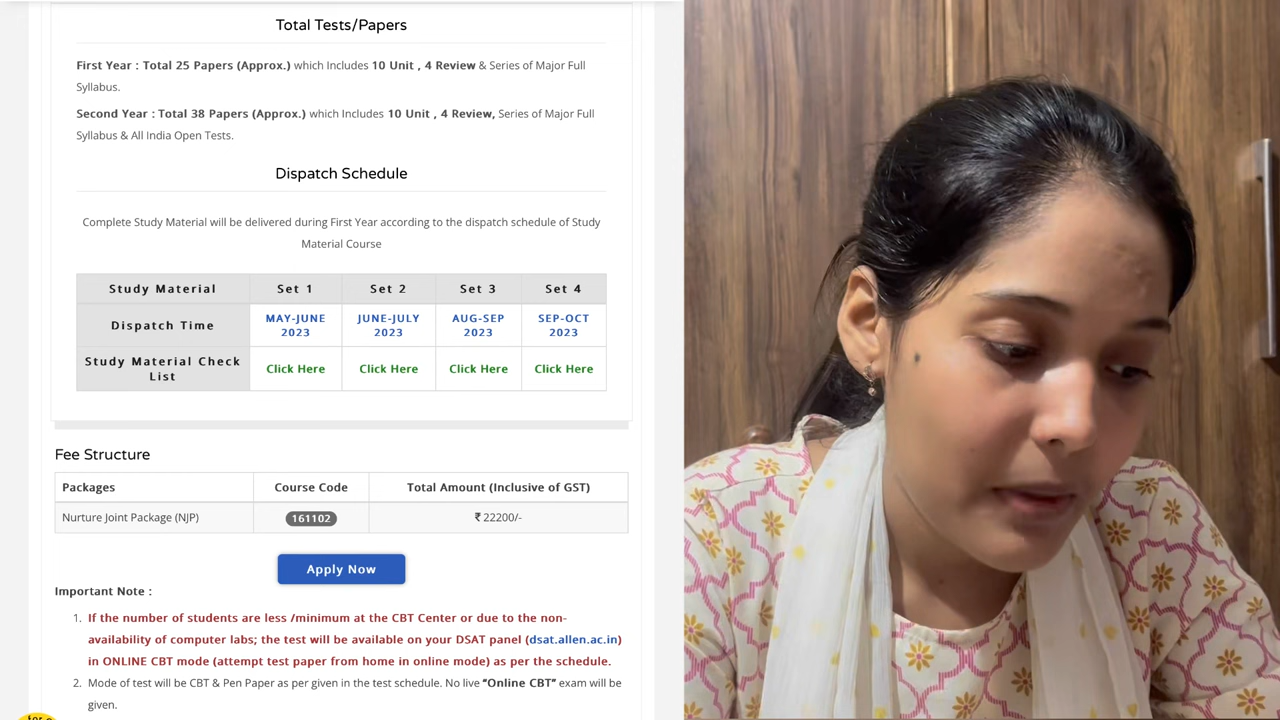 Total Tests/Papers
First Year : Total 25 Papers (Approx.) which Includes 10 Unit , 4 Review & Series of Major Full
Syllabus.
Second Year : Total 38 Papers (Approx.) which Includes 10 Unit , 4 Review, Series of Major Full
Syllabus & All India Open Tests.
Dispatch Schedule
Complete Study Material will be delivered during First Year according to the dispatch schedule of Study
Material Course
Study Material Set 1 Set 2 Set 3 Set 4
Dispatch Time MAY-JUNE 2023 JUNE-JULY 2023 AUG-SEP 2023 SEP-OCT 2023
Study Material Check List Click Here Click Here Click Here Click Here
Fee Structure
Packages Course Code Total Amount (Inclusive of GST)
Nurture Joint Package (NJP) 161102 ₹ 22200/-
Apply Now
Important Note :
1. If the number of students are less /minimum at the CBT Center or due to the non-
availability of computer labs; the test will be available on your DSAT panel (dsat.allen.ac.in)
in ONLINE CBT mode (attempt test paper from home in online mode) as per the schedule.
2. Mode of test will be CBT & Pen Paper as per given in the test schedule. No live "Online CBT" exam will be
given.